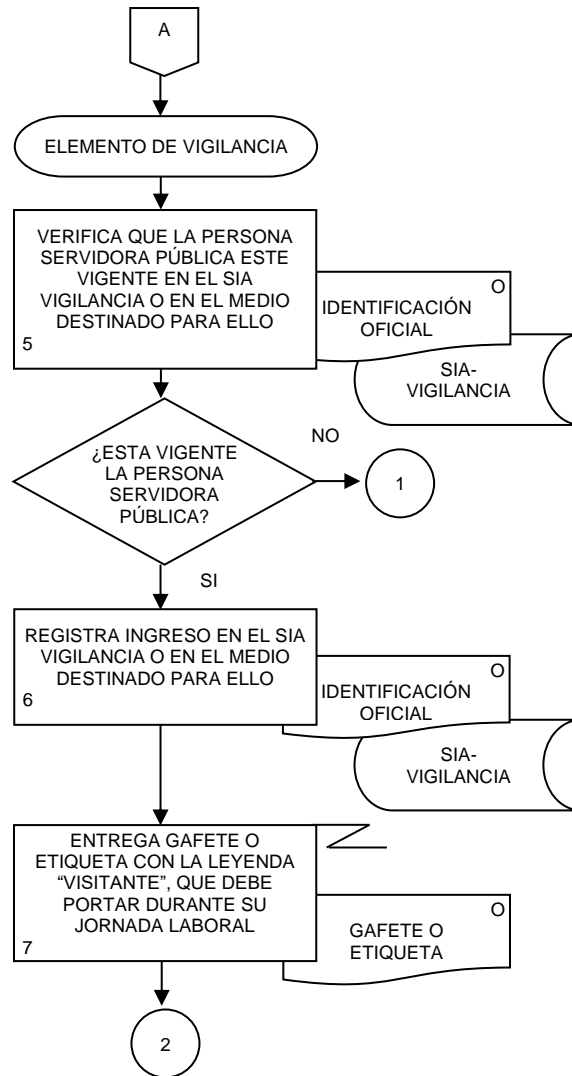 A
ELEMENTO DE VIGILANCIA
VERIFICA QUE LA PERSONA
SERVIDORA PÚBLICA ESTE
VIGENTE EN EL SIA
VIGILANCIA O EN EL MEDIO
DESTINADO PARA ELLO
5
O
IDENTIFICACIÓN
OFICIAL
SIA-
VIGILANCIA
¿ESTA VIGENTE
LA PERSONA
SERVIDORA
PÚBLICA?
NO
1
SI
REGISTRA INGRESO EN EL SIA
VIGILANCIA O EN EL MEDIO
DESTINADO PARA ELLO
6
O
IDENTIFICACIÓN
OFICIAL
SIA-
VIGILANCIA
ENTREGA GAFETE O
ETIQUETA CON LA LEYENDA
“VISITANTE”, QUE DEBE
PORTAR DURANTE SU
JORNADA LABORAL
7
O
GAFETE O
ETIQUETA
2